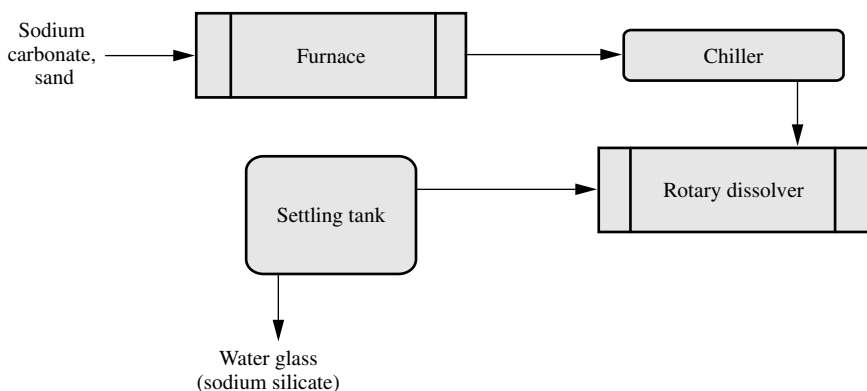 Sodium
carbonate,
sand
Furnace
Chiller
Rotary dissolver
Settling tank
Water glass
(sodium silicate)